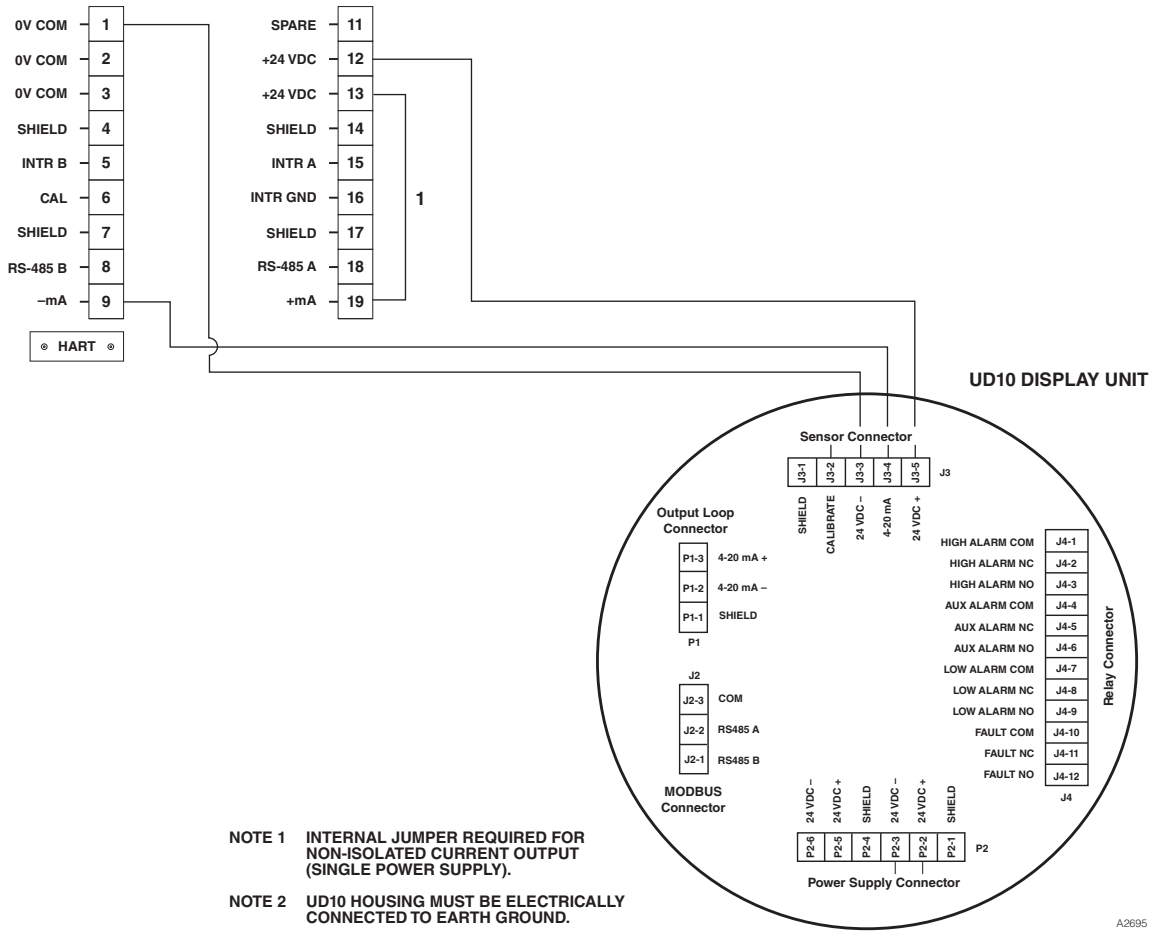 0V COM 1
0V COM 2
0V COM 3
SHIELD 4
INTR B 5
CAL 6
SHIELD 7
RS-485 B 8
–mA 9
HART
SPARE 11
+24 VDC 12
+24 VDC 13
SHIELD 14
INTR A 15
INTR GND 16
SHIELD 17
RS-485 A 18
+mA 19
1
UD10 DISPLAY UNIT
Sensor Connector
J3-1
J3-2
J3-3
J3-4
J3-5
J3
SHIELD
CALIBRATE
24 VDC –
4-20 mA
24 VDC +
Output Loop
Connector
P1-3 4-20 mA +
P1-2 4-20 mA –
P1-1 SHIELD
P1
J2
J2-3 COM
J2-2 RS485 A
J2-1 RS485 B
MODBUS
Connector
HIGH ALARM COM J4-1
HIGH ALARM NC J4-2
HIGH ALARM NO J4-3
AUX ALARM COM J4-4
AUX ALARM NC J4-5
AUX ALARM NO J4-6
LOW ALARM COM J4-7
LOW ALARM NC J4-8
LOW ALARM NO J4-9
FAULT COM J4-10
FAULT NC J4-11
FAULT NO J4-12
J4
Relay Connector
24 VDC –
24 VDC +
SHIELD
24 VDC –
24 VDC +
SHIELD
P2-6
P2-5
P2-4
P2-3
P2-2
P2-1
P2
Power Supply Connector
NOTE 1 INTERNAL JUMPER REQUIRED FOR
NON-ISOLATED CURRENT OUTPUT
(SINGLE POWER SUPPLY).
NOTE 2 UD10 HOUSING MUST BE ELECTRICALLY
CONNECTED TO EARTH GROUND.
A2695